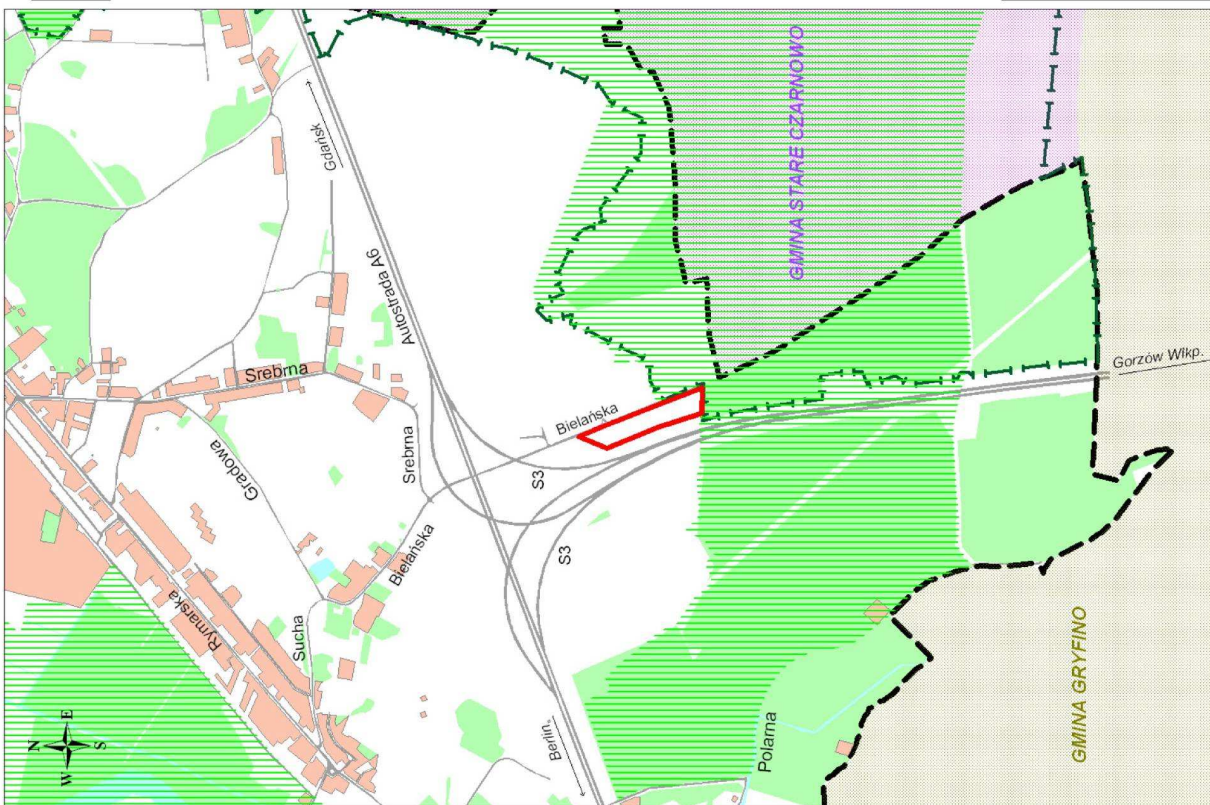 GMINA STARE CZARNOWO
Gdańsk
Autostrada A6
Srebrna
Gorzów Wlkp.
Bielańska
Srebrna
Gradowa
S3
S3
Bielańska
Rymarska
Sucha
GMINA GRYFINO
Polarna
Berlin,
N
E
W
S